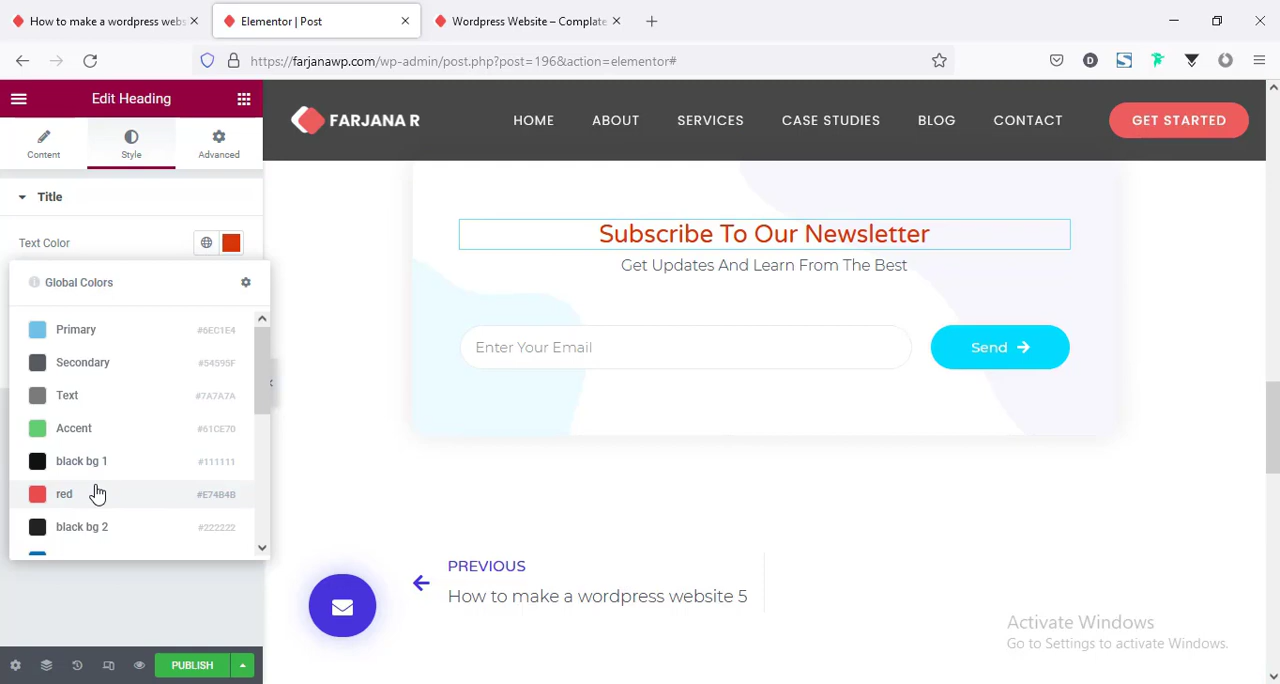 How to make a wordpress webs
Elementor | Post
Wordpress Website – Complate
https://farjanawp.com/wp-admin/post.php?post=196&action=elementor#
Edit Heading
Content
Style
Advanced
Title
Text Color
Global Colors
Primary #6EC1E4
Secondary #54595F
Text #7A7A7A
Accent #61CE70
black bg 1 #111111
red #E74B4B
black bg 2 #222222
PUBLISH
FARJANA R
HOME ABOUT SERVICES CASE STUDIES BLOG CONTACT GET STARTED
Subscribe To Our Newsletter
Get Updates And Learn From The Best
Enter Your Email
Send
PREVIOUS
How to make a wordpress website 5
Activate Windows
Go to Settings to activate Windows.